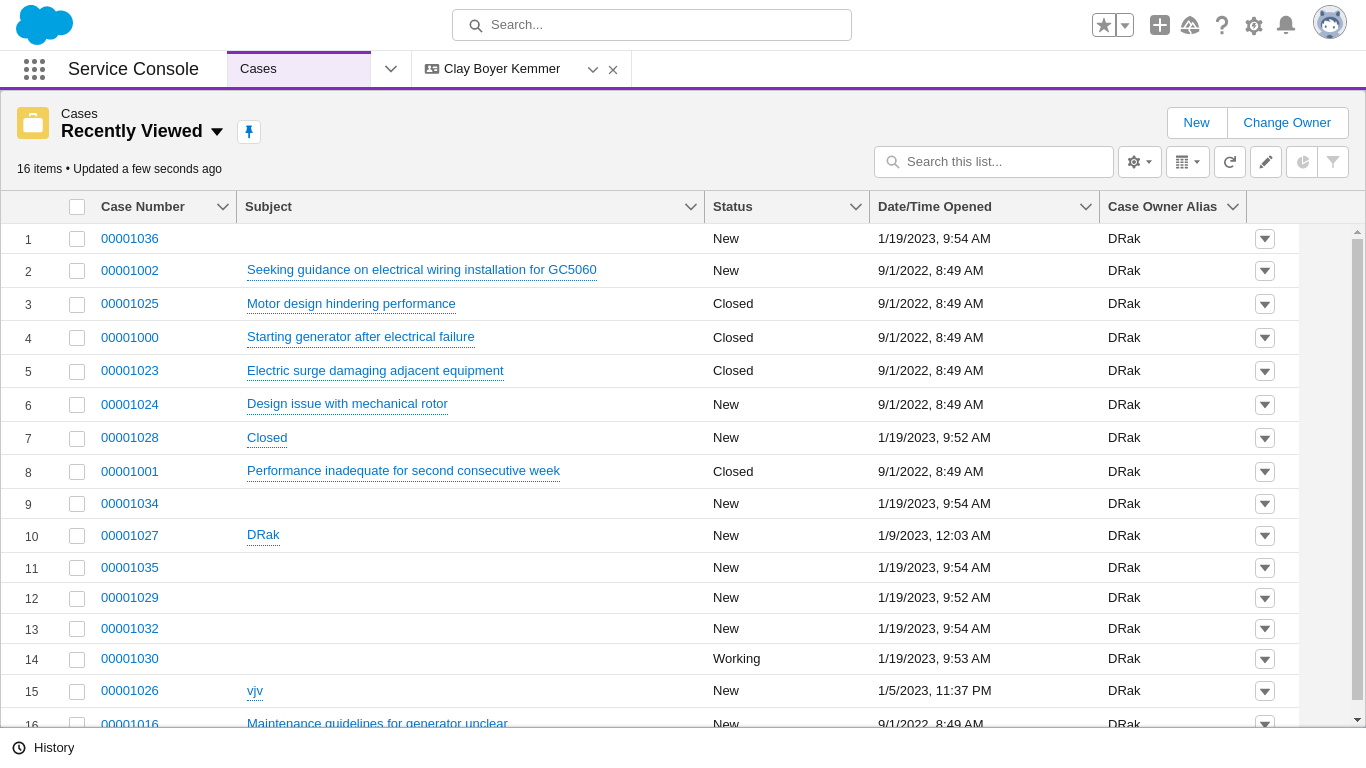 Search...
Service Console
Cases
Clay Boyer Kemmer
Cases
Recently Viewed
New
Change Owner
16 items • Updated a few seconds ago
Search this list...
Case Number Subject Status Date/Time Opened Case Owner Alias
1 00001036 New 1/19/2023, 9:54 AM DRak
2 00001002 Seeking guidance on electrical wiring installation for GC5060 New 9/1/2022, 8:49 AM DRak
3 00001025 Motor design hindering performance Closed 9/1/2022, 8:49 AM DRak
4 00001000 Starting generator after electrical failure Closed 9/1/2022, 8:49 AM DRak
5 00001023 Electric surge damaging adjacent equipment Closed 9/1/2022, 8:49 AM DRak
6 00001024 Design issue with mechanical rotor New 9/1/2022, 8:49 AM DRak
7 00001028 Closed New 1/19/2023, 9:52 AM DRak
8 00001001 Performance inadequate for second consecutive week Closed 9/1/2022, 8:49 AM DRak
9 00001034 New 1/19/2023, 9:54 AM DRak
10 00001027 DRak New 1/9/2023, 12:03 AM DRak
11 00001035 New 1/19/2023, 9:54 AM DRak
12 00001029 New 1/19/2023, 9:52 AM DRak
13 00001032 New 1/19/2023, 9:54 AM DRak
14 00001030 Working 1/19/2023, 9:53 AM DRak
15 00001026 vjv New 1/5/2023, 11:37 PM DRak
16 00001016 Maintenance guidelines for generator unclear New 9/1/2022, 8:49 AM DRak
History